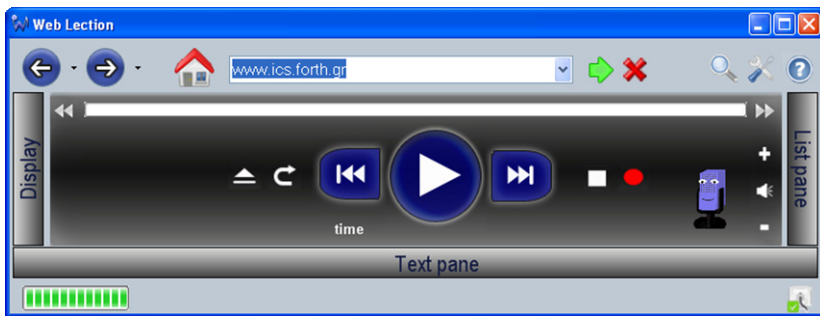 Web Lection
www.ics.forth.gr
Display
List pane
time
Text pane